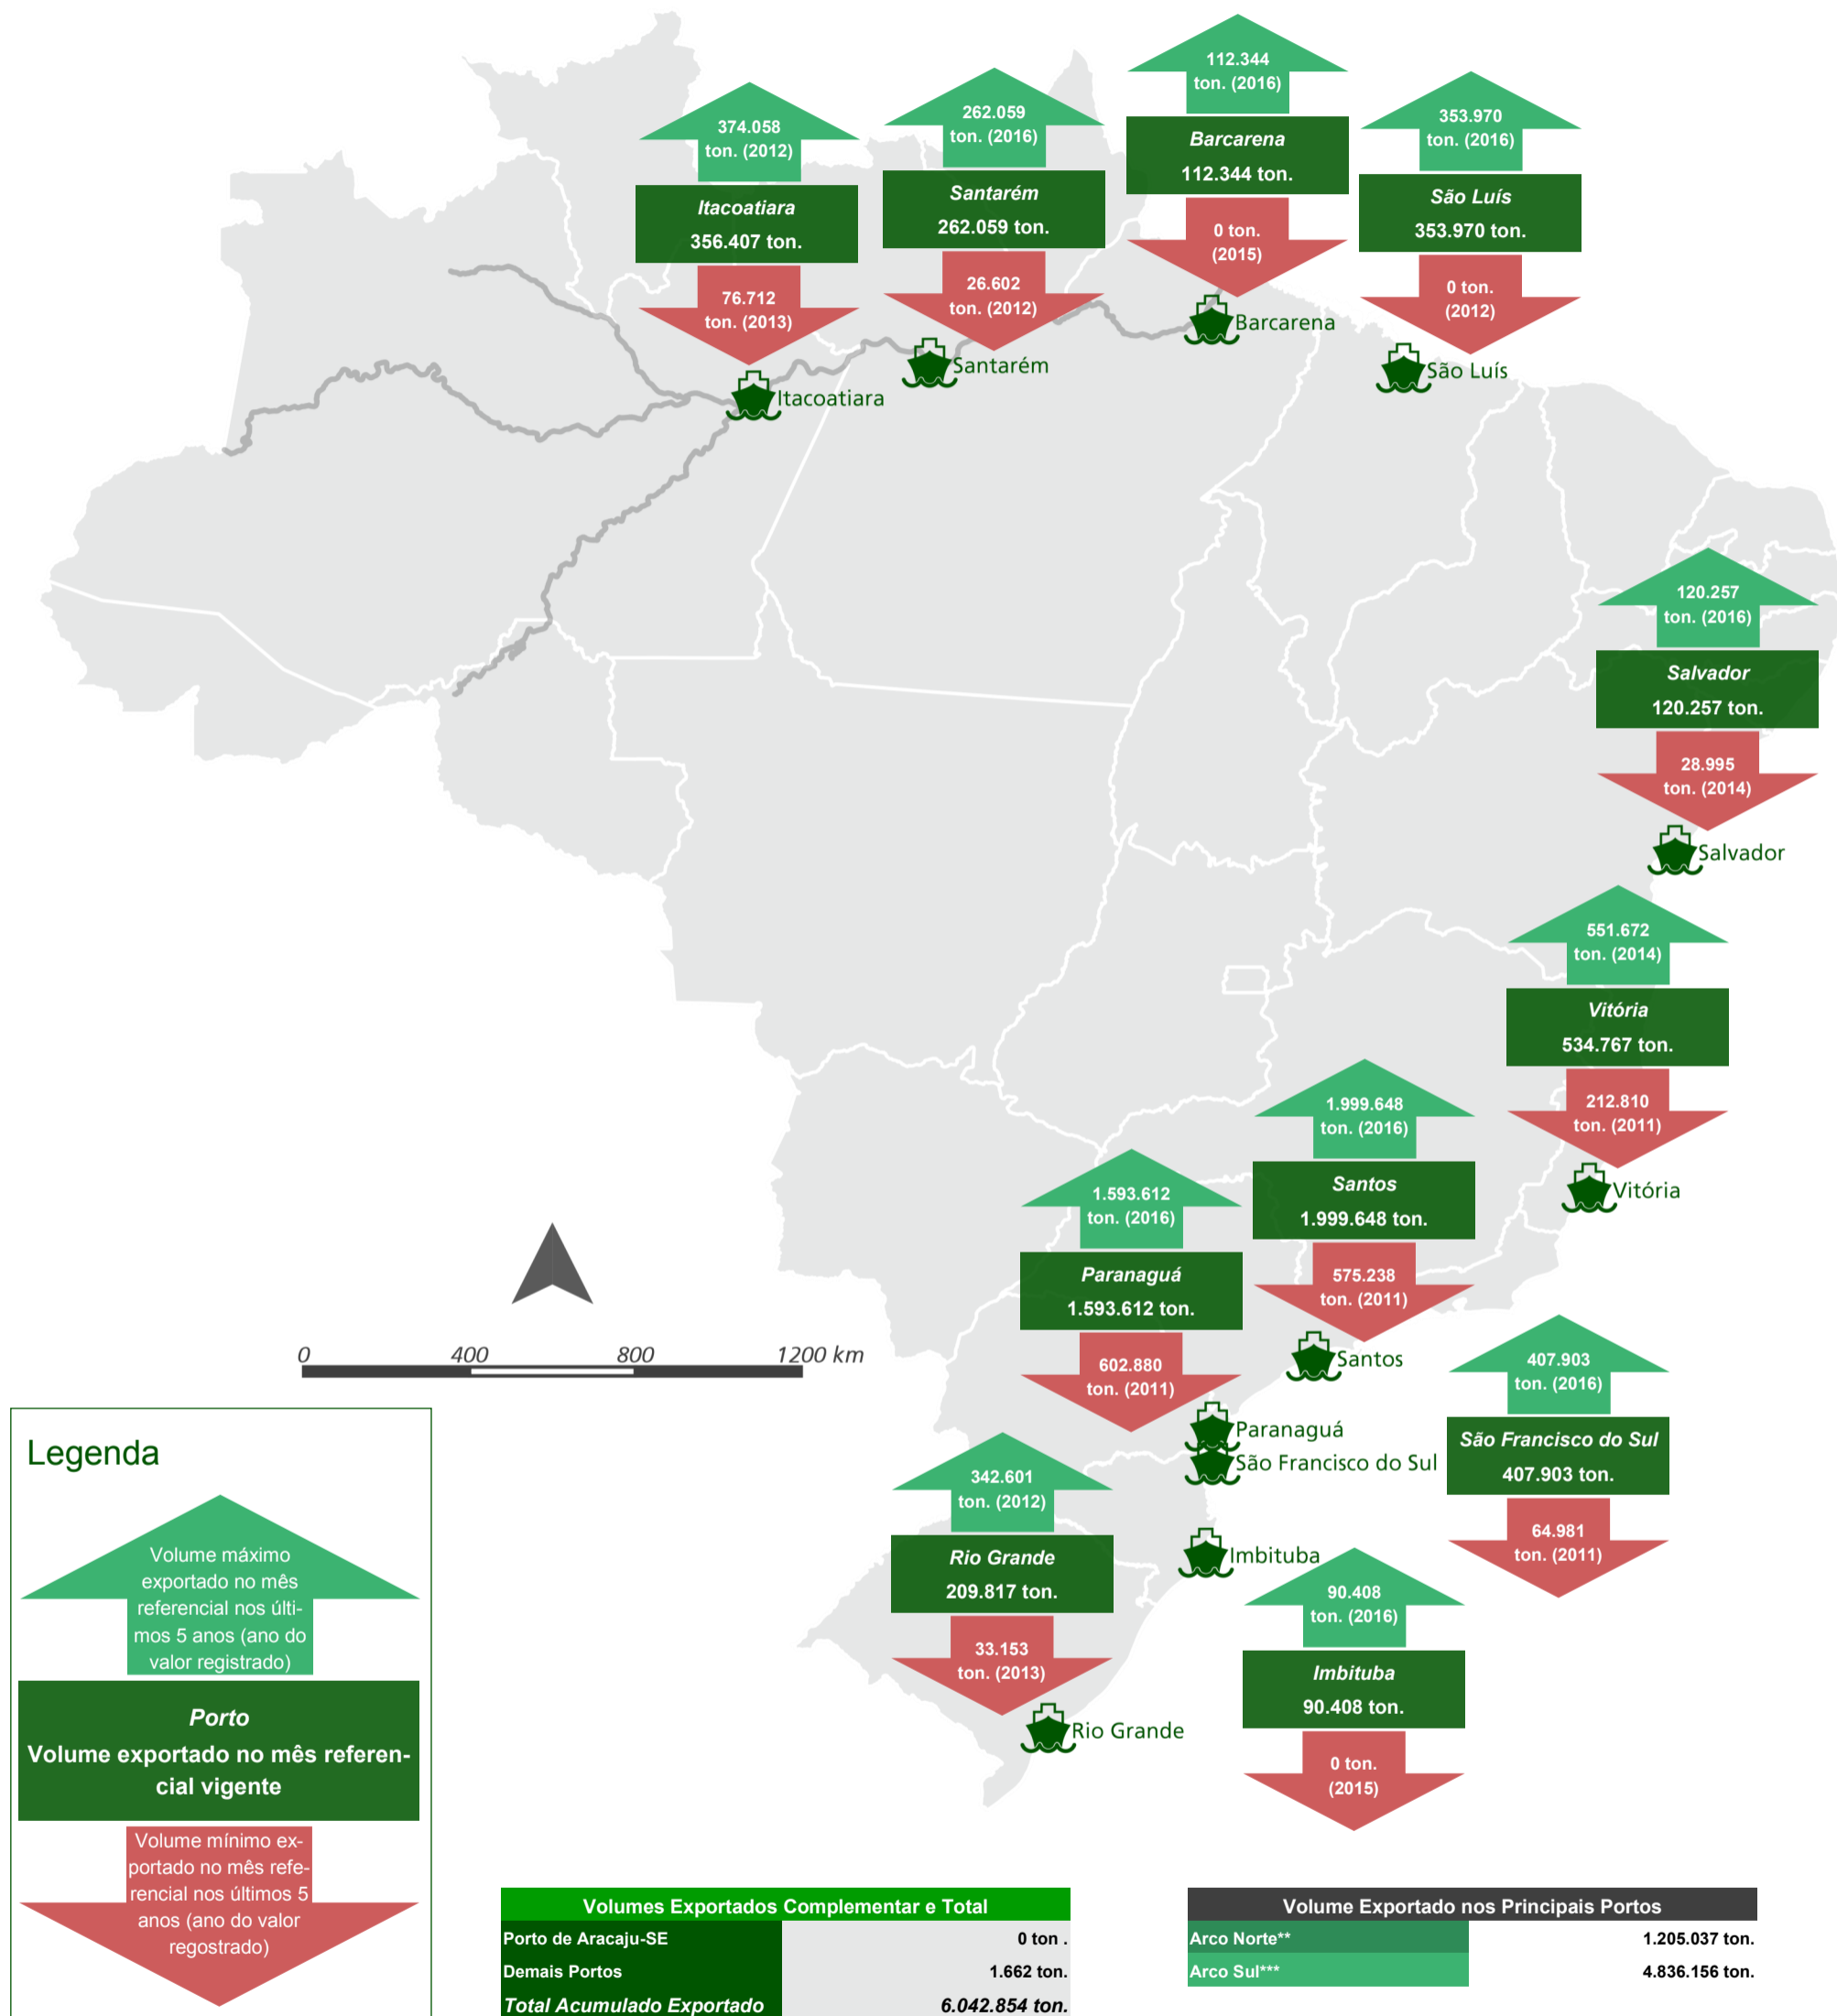 112.344
ton. (2016)
Barcarena
112.344 ton.
0 ton.
(2015)
Barcarena
374.058
ton. (2012)
Itacoatiara
356.407 ton.
76.712
ton. (2013)
Itacoatiara
262.059
ton. (2016)
Santarém
262.059 ton.
26.602
ton. (2012)
Santarém
353.970
ton. (2016)
São Luís
353.970 ton.
0 ton.
(2012)
São Luís
120.257
ton. (2016)
Salvador
120.257 ton.
28.995
ton. (2014)
Salvador
551.672
ton. (2014)
Vitória
534.767 ton.
212.810
ton. (2011)
Vitória
1.999.648
ton. (2016)
Santos
1.999.648 ton.
575.238
ton. (2011)
Santos
1.593.612
ton. (2016)
Paranaguá
1.593.612 ton.
602.880
ton. (2011)
Paranaguá
São Francisco do Sul
407.903
ton. (2016)
São Francisco do Sul
407.903 ton.
64.981
ton. (2011)
342.601
ton. (2012)
Rio Grande
209.817 ton.
33.153
ton. (2013)
Rio Grande
Imbituba
90.408
ton. (2016)
Imbituba
90.408 ton.
0 ton.
(2015)
0 400 800 1200 km
Legenda
Volume máximo
exportado no mês
referencial nos últi-
mos 5 anos (ano do
valor registrado)
Porto
Volume exportado no mês referen-
cial vigente
Volume mínimo ex-
portado no mês refe-
rencial nos últimos 5
anos (ano do valor
regostrado)
Volumes Exportados Complementar e Total
Porto de Aracaju-SE 0 ton .
Demais Portos 1.662 ton.
Total Acumulado Exportado 6.042.854 ton.
Volume Exportado nos Principais Portos
Arco Norte** 1.205.037 ton.
Arco Sul*** 4.836.156 ton.